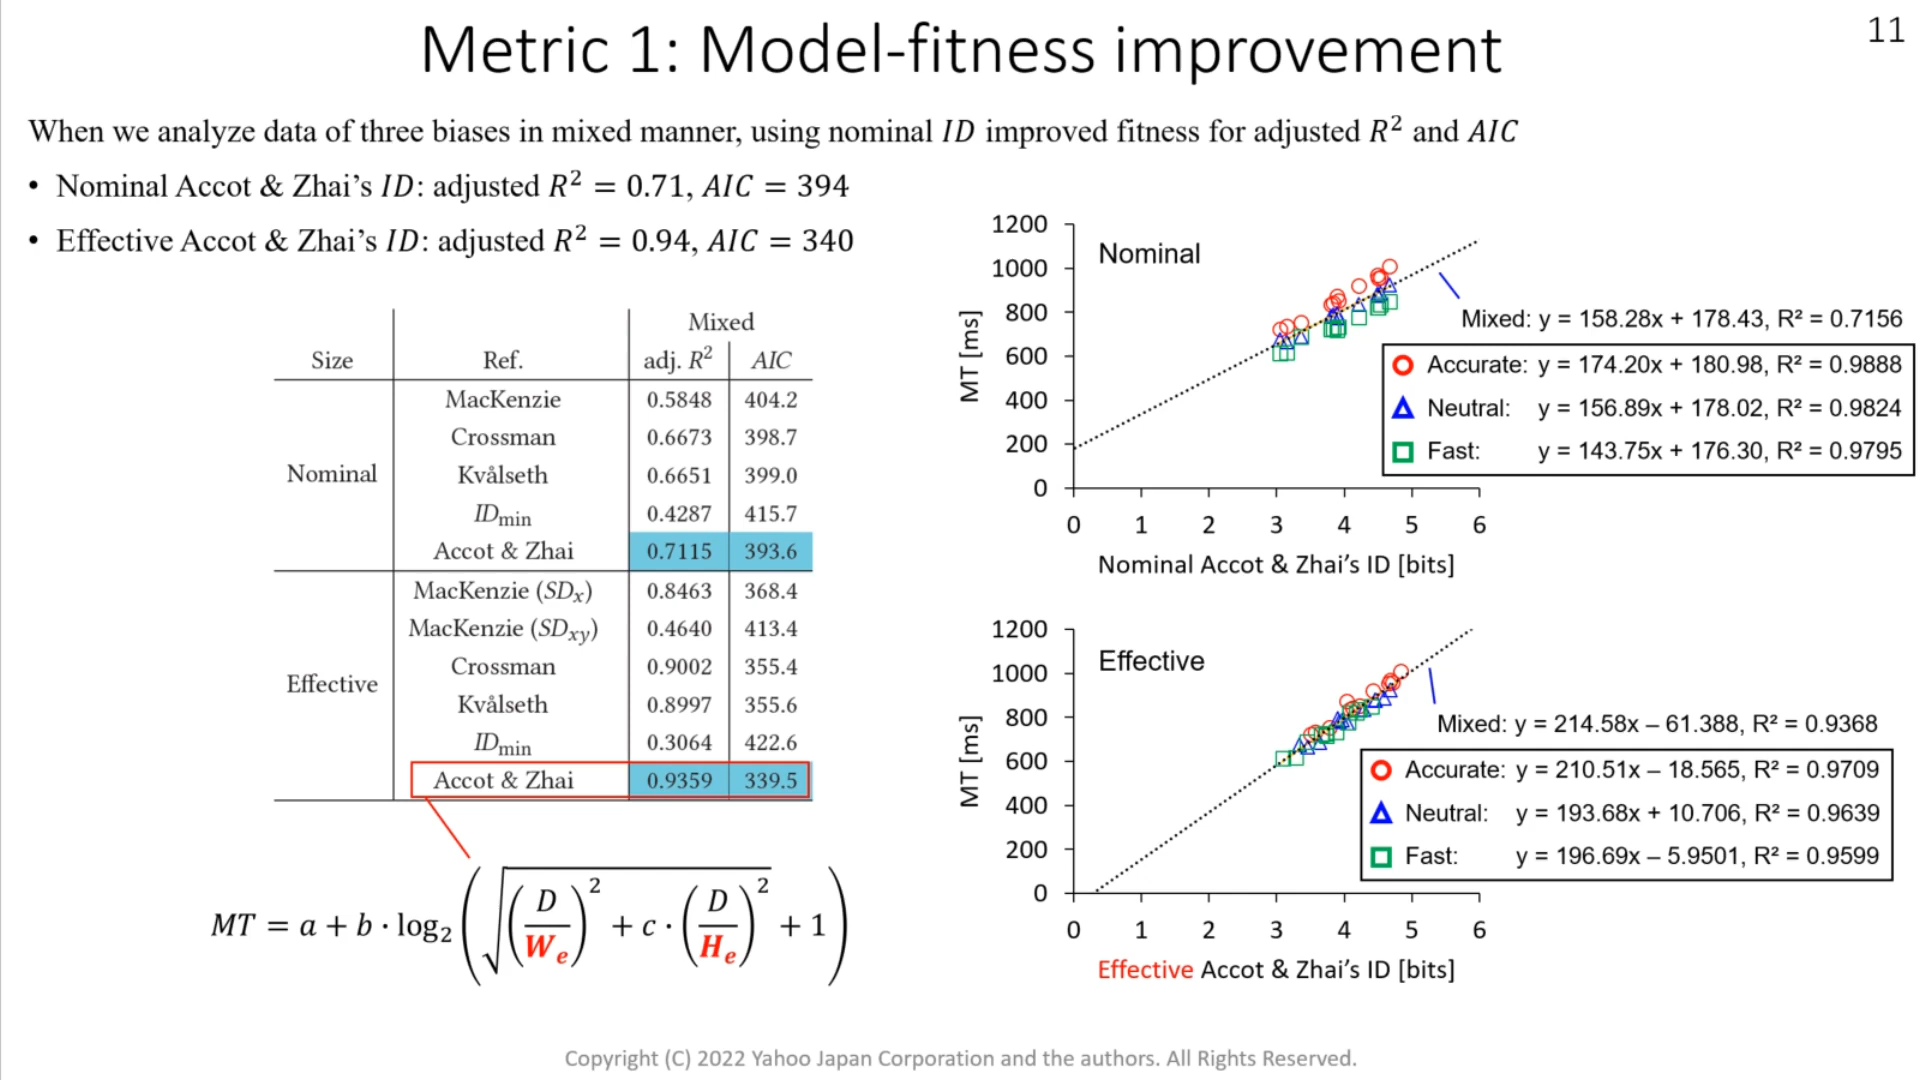 11
Metric 1: Model-fitness improvement
When we analyze data of three biases in mixed manner, using nominal ID improved fitness for adjusted R² and AIC
• Nominal Accot & Zhai’s ID: adjusted R² = 0.71, AIC = 394
• Effective Accot & Zhai’s ID: adjusted R² = 0.94, AIC = 340
Mixed
Size Ref. adj. R² AIC
Nominal
MacKenzie 0.5848 404.2
Crossman 0.6673 398.7
Kvålseth 0.6651 399.0
ID_min 0.4287 415.7
Accot & Zhai 0.7115 393.6
Effective
MacKenzie (SD_x) 0.8463 368.4
MacKenzie (SD_xy) 0.4640 413.4
Crossman 0.9002 355.4
Kvålseth 0.8997 355.6
ID_min 0.3064 422.6
Accot & Zhai 0.9359 339.5
MT = a + b · log₂(√((D/W_e)² + c · (D/H_e)²) + 1)
Nominal
MT [ms]
1200
1000
800
600
400
200
0
0 1 2 3 4 5 6
Nominal Accot & Zhai’s ID [bits]
Mixed: y = 158.28x + 178.43, R² = 0.7156
Accurate: y = 174.20x + 180.98, R² = 0.9888
Neutral: y = 156.89x + 178.02, R² = 0.9824
Fast: y = 143.75x + 176.30, R² = 0.9795
Effective
MT [ms]
1200
1000
800
600
400
200
0
0 1 2 3 4 5 6
Effective Accot & Zhai’s ID [bits]
Mixed: y = 214.58x – 61.388, R² = 0.9368
Accurate: y = 210.51x – 18.565, R² = 0.9709
Neutral: y = 193.68x + 10.706, R² = 0.9639
Fast: y = 196.69x – 5.9501, R² = 0.9599
Copyright (C) 2022 Yahoo Japan Corporation and the authors. All Rights Reserved.